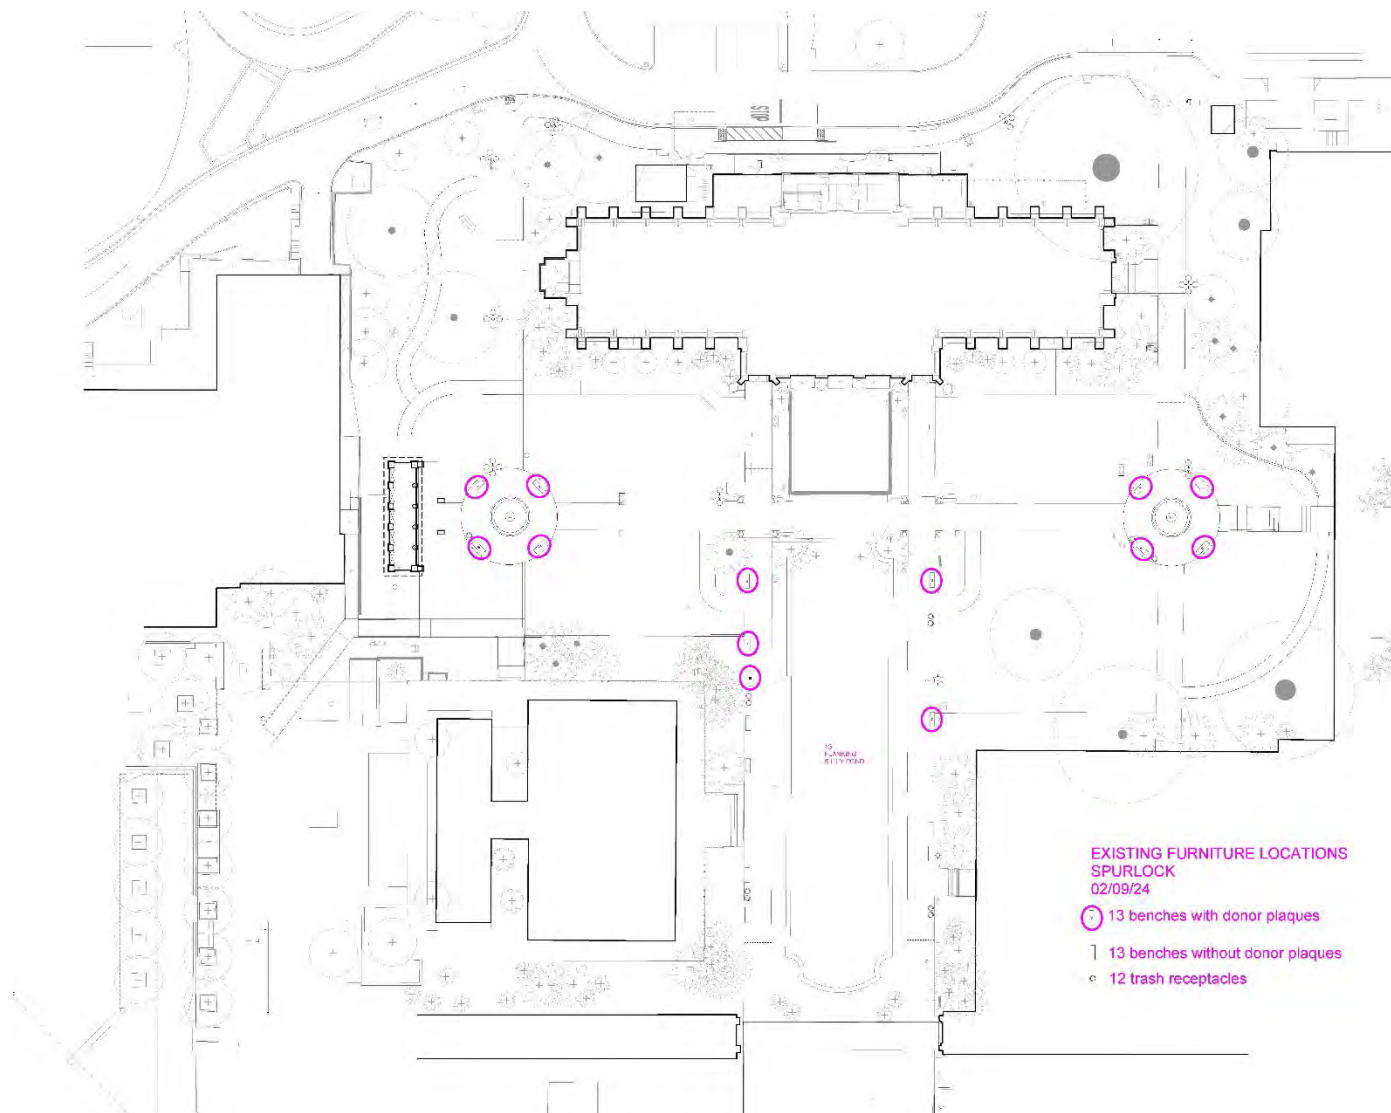 EXISTING FURNITURE LOCATIONS
SPURLOCK
02/09/24
13 benches with donor plaques
13 benches without donor plaques
12 trash receptacles